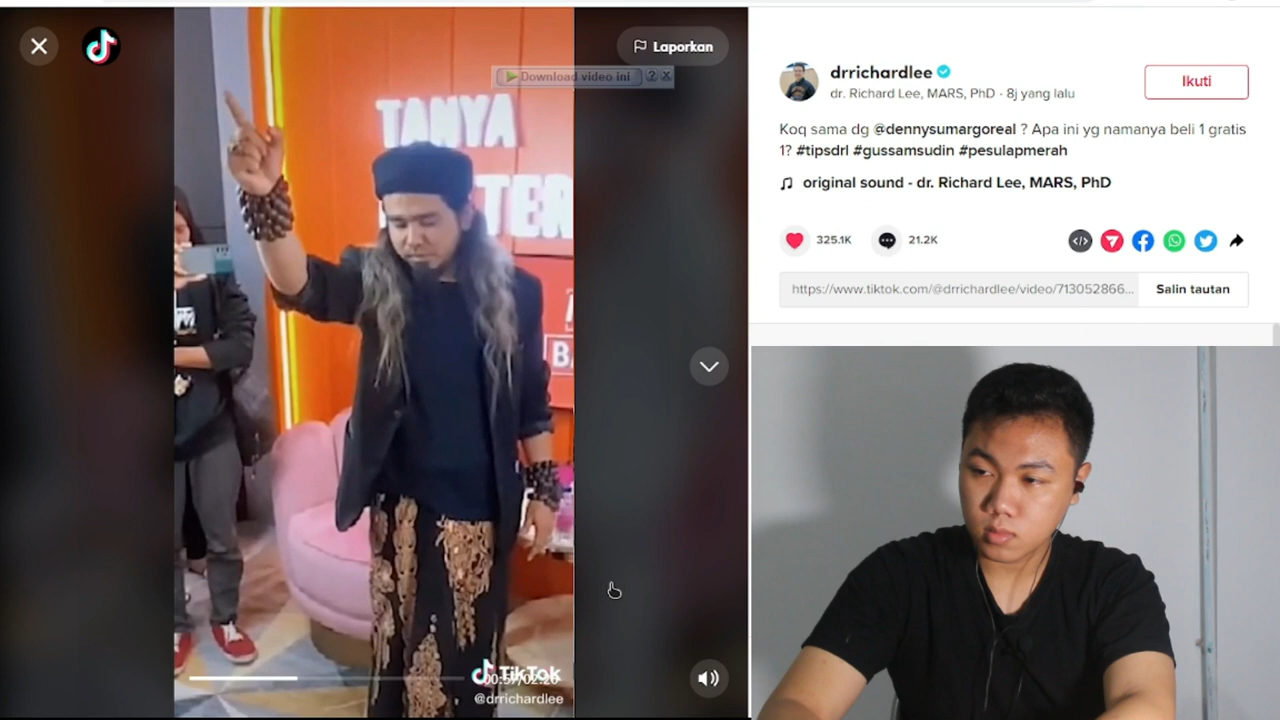 Laporkan
Download video ini ? X
TANYA
TER
BA
TikTok
@drrichardlee
drrichardlee
dr. Richard Lee, MARS, PhD · 8j yang lalu
Ikuti
Koq sama dg @dennysumargoreal ? Apa ini yg namanya beli 1 gratis
1? #tipsdrl #gussamsudin #pesulapmerah
original sound - dr. Richard Lee, MARS, PhD
325.1K
21.2K
https://www.tiktok.com/@drrichardlee/video/713052866...
Salin tautan